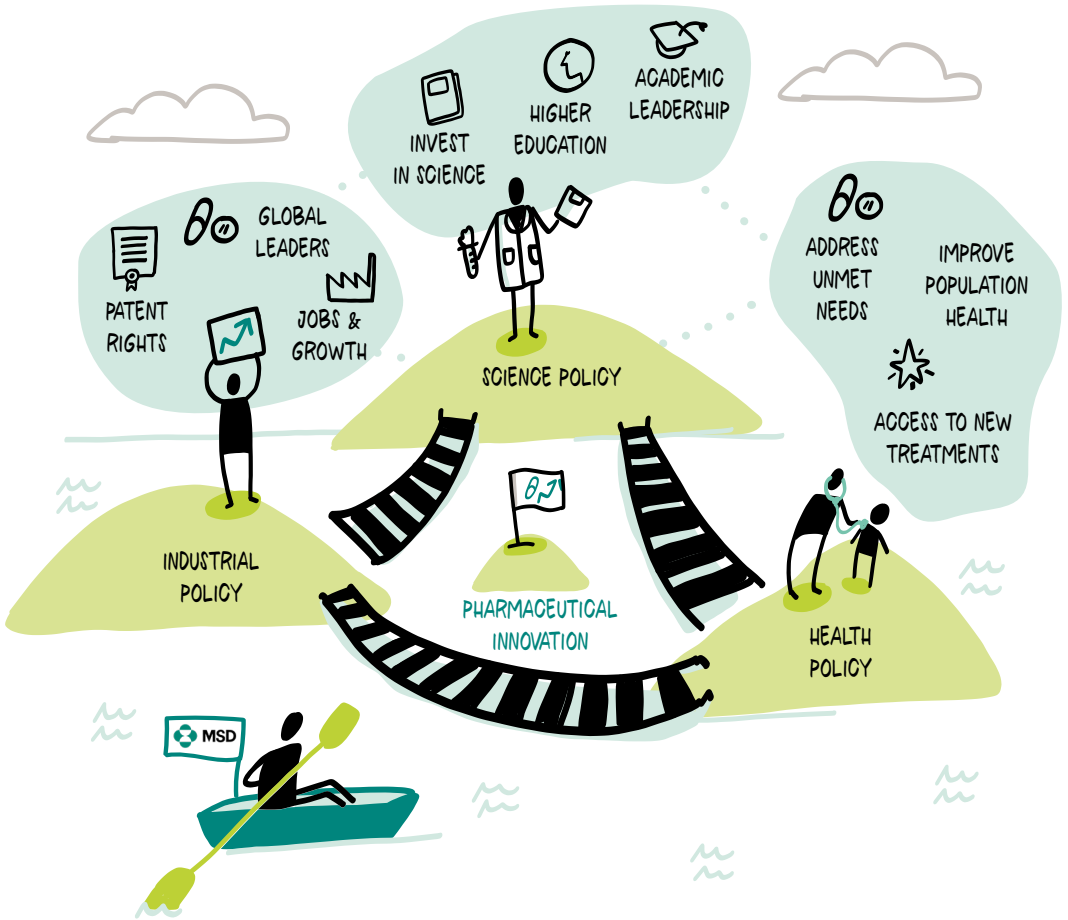 INVEST
IN SCIENCE
HIGHER
EDUCATION
ACADEMIC
LEADERSHIP
GLOBAL
LEADERS
PATENT
RIGHTS
JOBS &
GROWTH
ADDRESS
UNMET
NEEDS
IMPROVE
POPULATION
HEALTH
ACCESS TO NEW
TREATMENTS
SCIENCE POLICY
INDUSTRIAL
POLICY
PHARMACEUTICAL
INNOVATION
HEALTH
POLICY
MSD